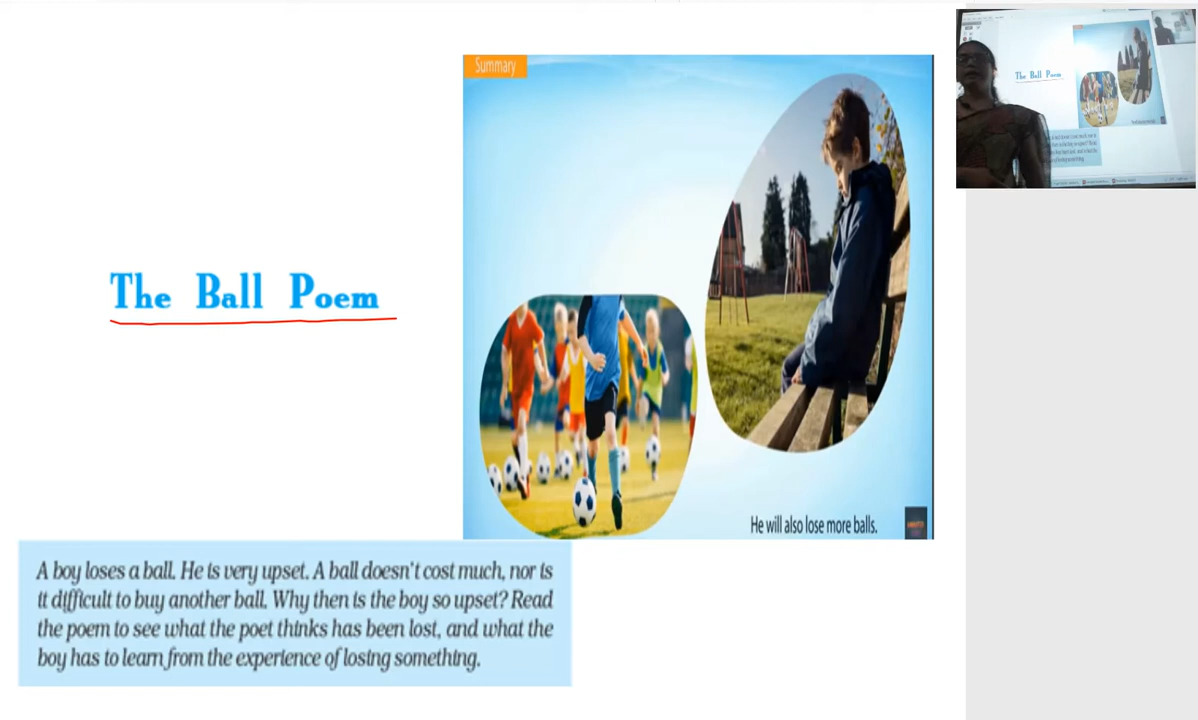 Summary
The Ball Poem
He will also lose more balls.
A boy loses a ball. He is very upset. A ball doesn't cost much, nor is
it difficult to buy another ball. Why then is the boy so upset? Read
the poem to see what the poet thinks has been lost, and what the
boy has to learn from the experience of losing something.
The Ball Poem